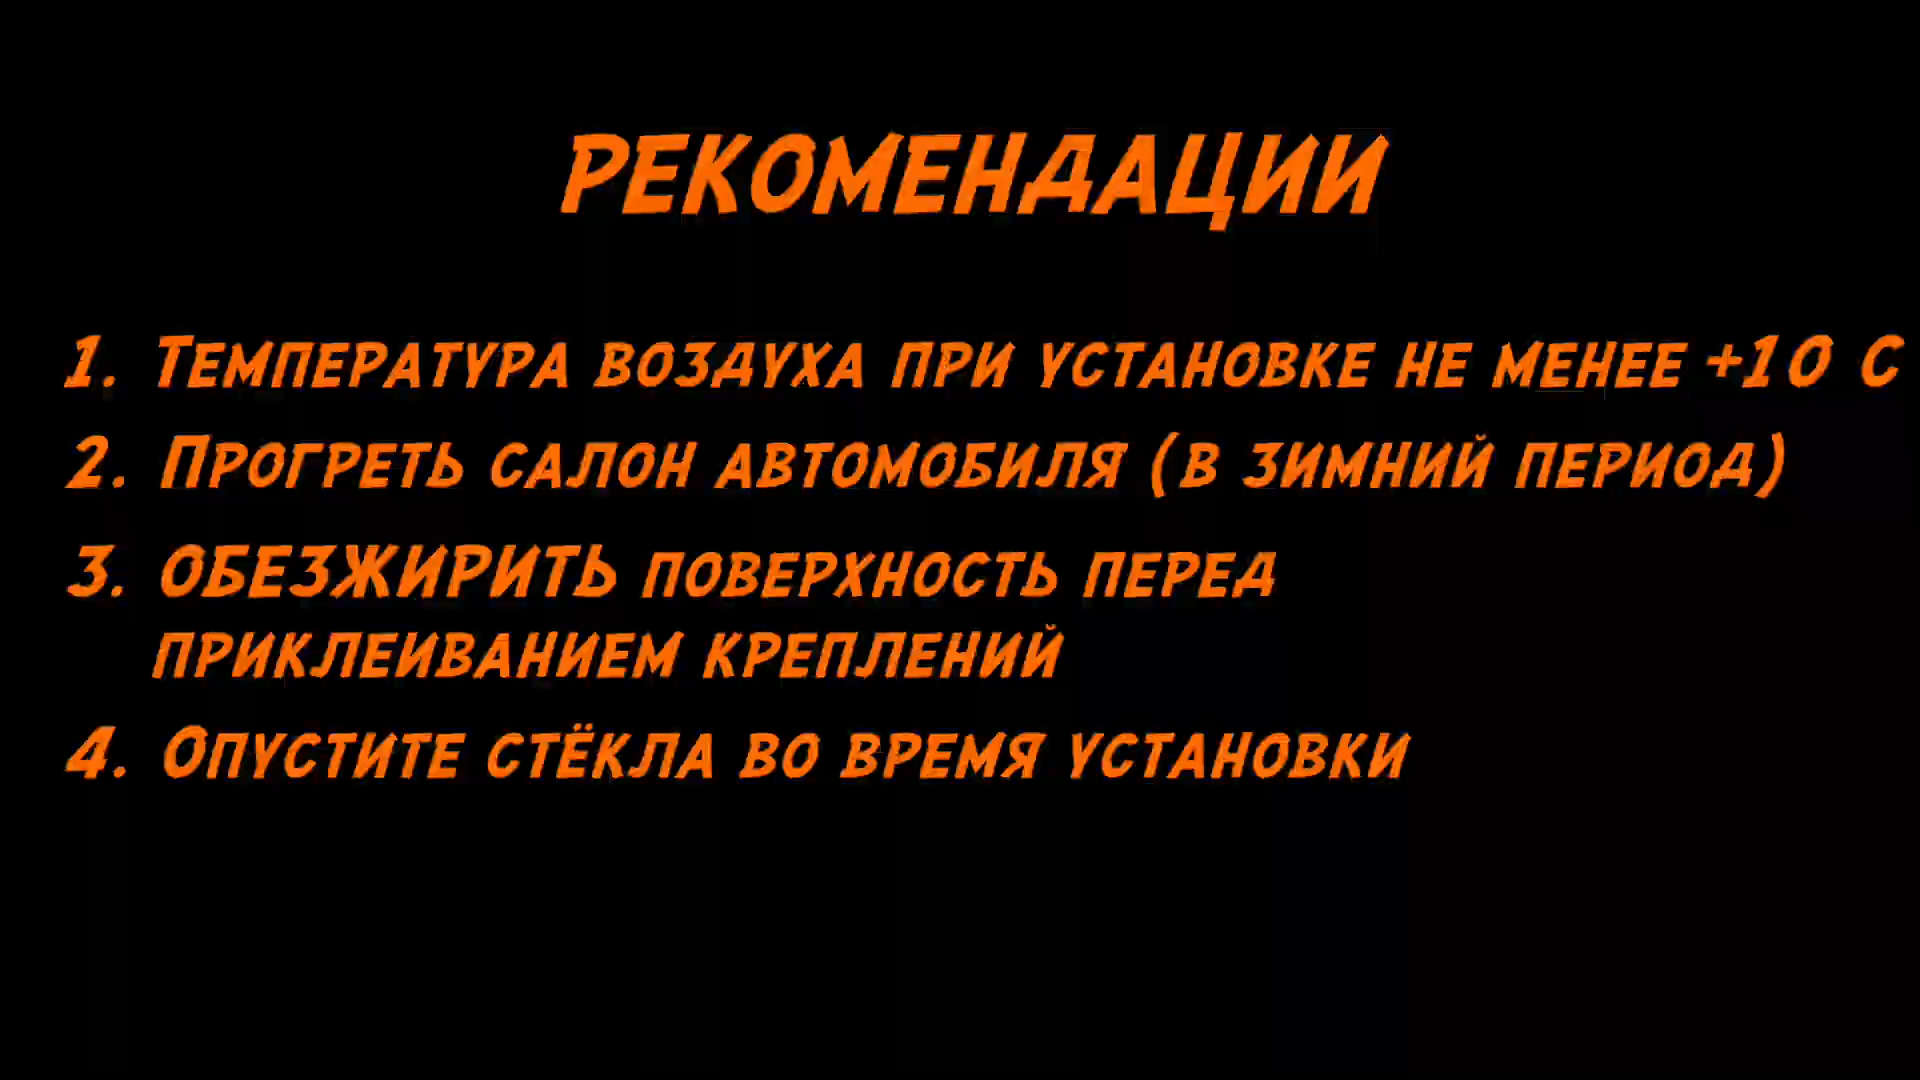 РЕКОМЕНДАЦИИ
1. Температура воздуха при установке не менее +10 С
2. Прогреть салон автомобиля (в зимний период)
3. ОБЕЗЖИРИТЬ поверхность перед
приклеиванием креплений
4. Опустите стёкла во время установки